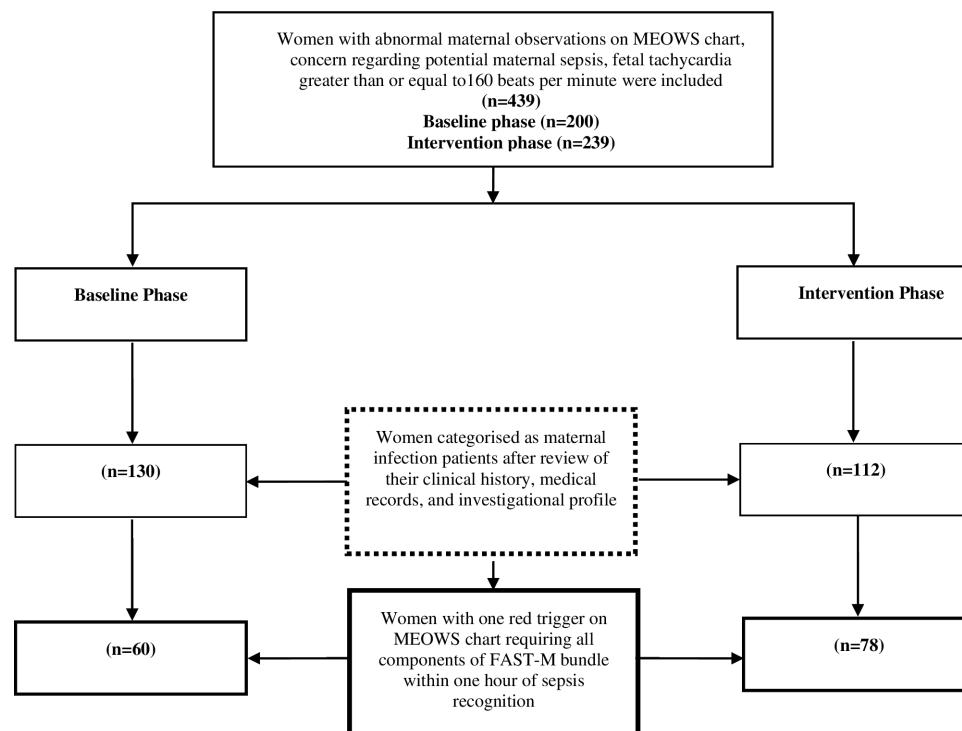 Women with abnormal maternal observations on MEOWS chart,
concern regarding potential maternal sepsis, fetal tachycardia
greater than or equal to160 beats per minute were included
(n=439)
Baseline phase (n=200)
Intervention phase (n=239)
Baseline Phase
Intervention Phase
(n=130)
Women categorised as maternal
infection patients after review of
their clinical history, medical
records, and investigational profile
(n=112)
(n=60)
Women with one red trigger on
MEOWS chart requiring all
components of FAST-M bundle
within one hour of sepsis
recognition
(n=78)